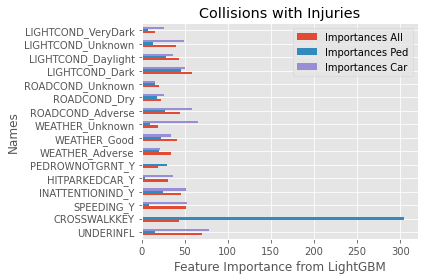 Collisions with Injuries
Importances All
Importances Ped
Importances Car
Names
LIGHTCOND_VeryDark
LIGHTCOND_Unknown
LIGHTCOND_Daylight
LIGHTCOND_Dark
ROADCOND_Unknown
ROADCOND_Dry
ROADCOND_Adverse
WEATHER_Unknown
WEATHER_Good
WEATHER_Adverse
PEDROWNOTGRNT_Y
HITPARKEDCAR_Y
INATTENTIONIND_Y
SPEEDING_Y
CROSSWALKKEY
UNDERINFL
0 50 100 150 200 250 300
Feature Importance from LightGBM